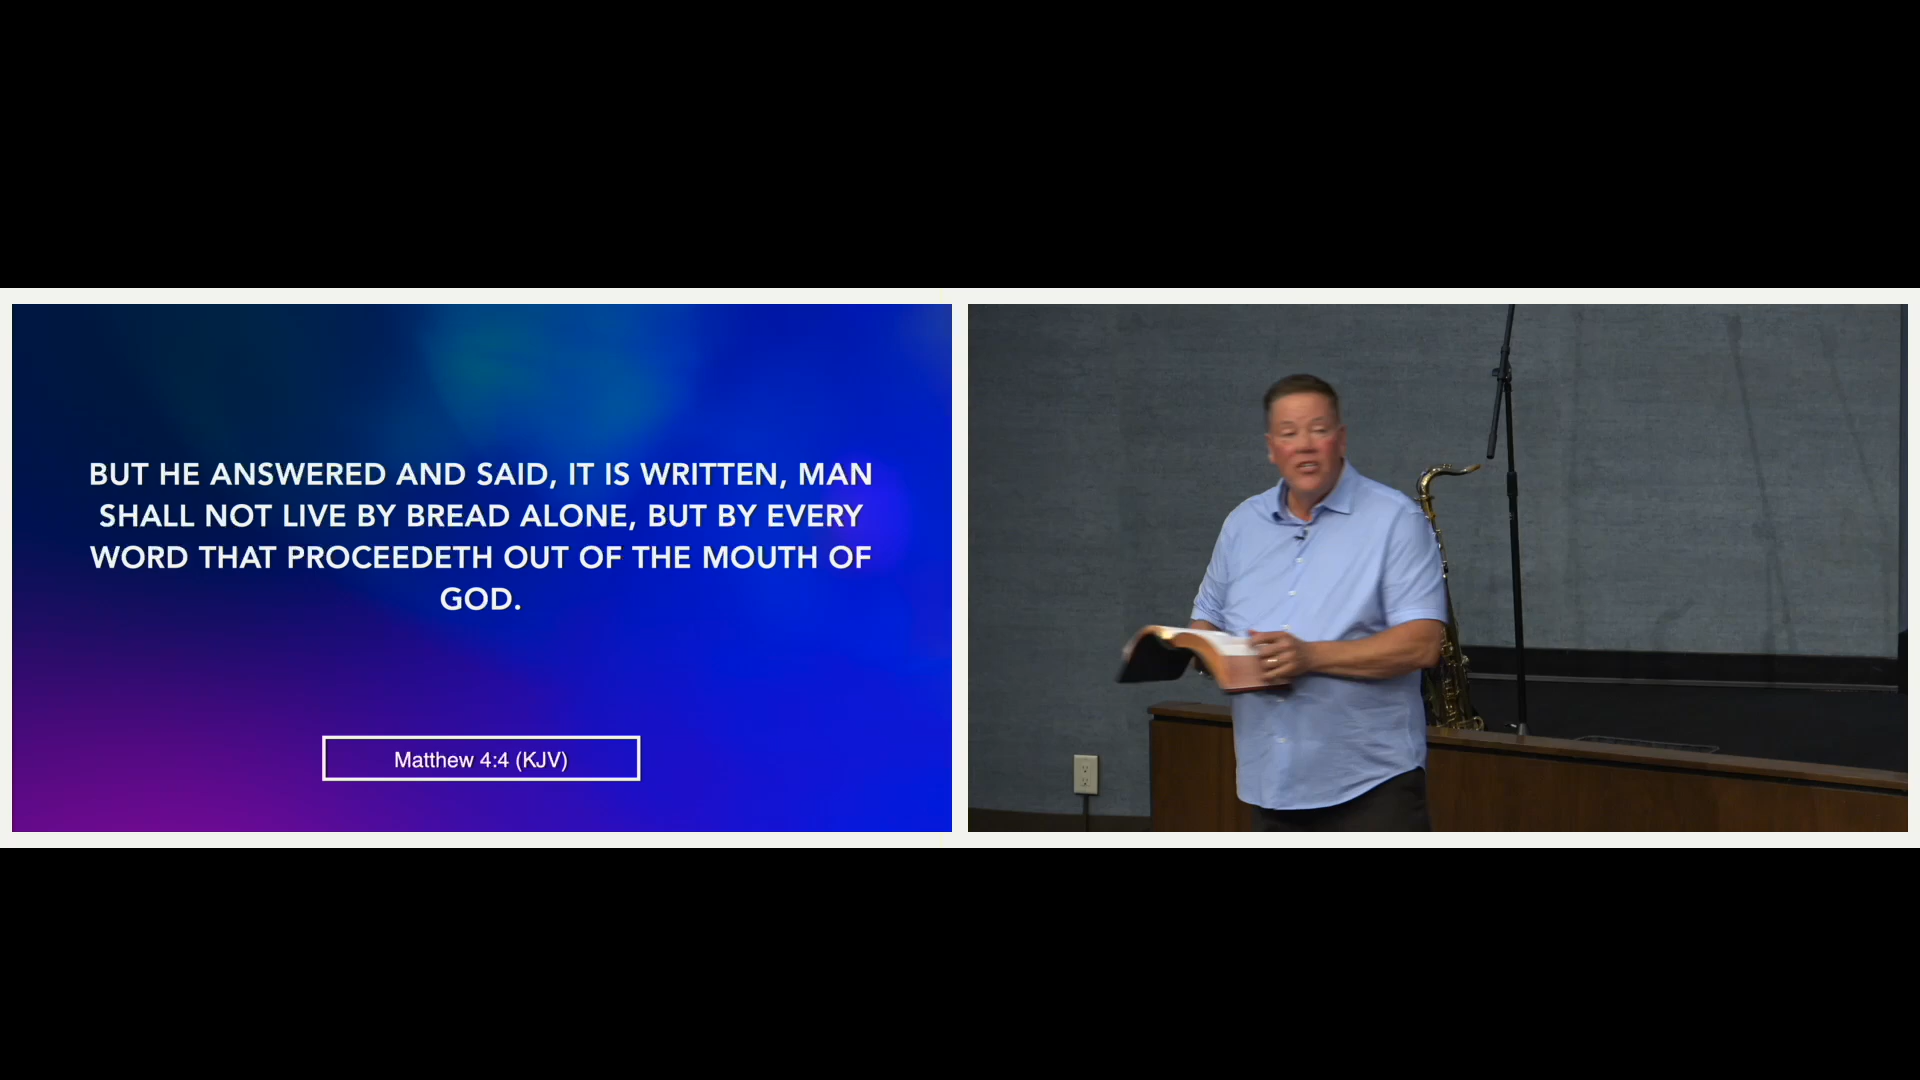 BUT HE ANSWERED AND SAID, IT IS WRITTEN, MAN
SHALL NOT LIVE BY BREAD ALONE, BUT BY EVERY
WORD THAT PROCEEDETH OUT OF THE MOUTH OF
GOD.
Matthew 4:4 (KJV)